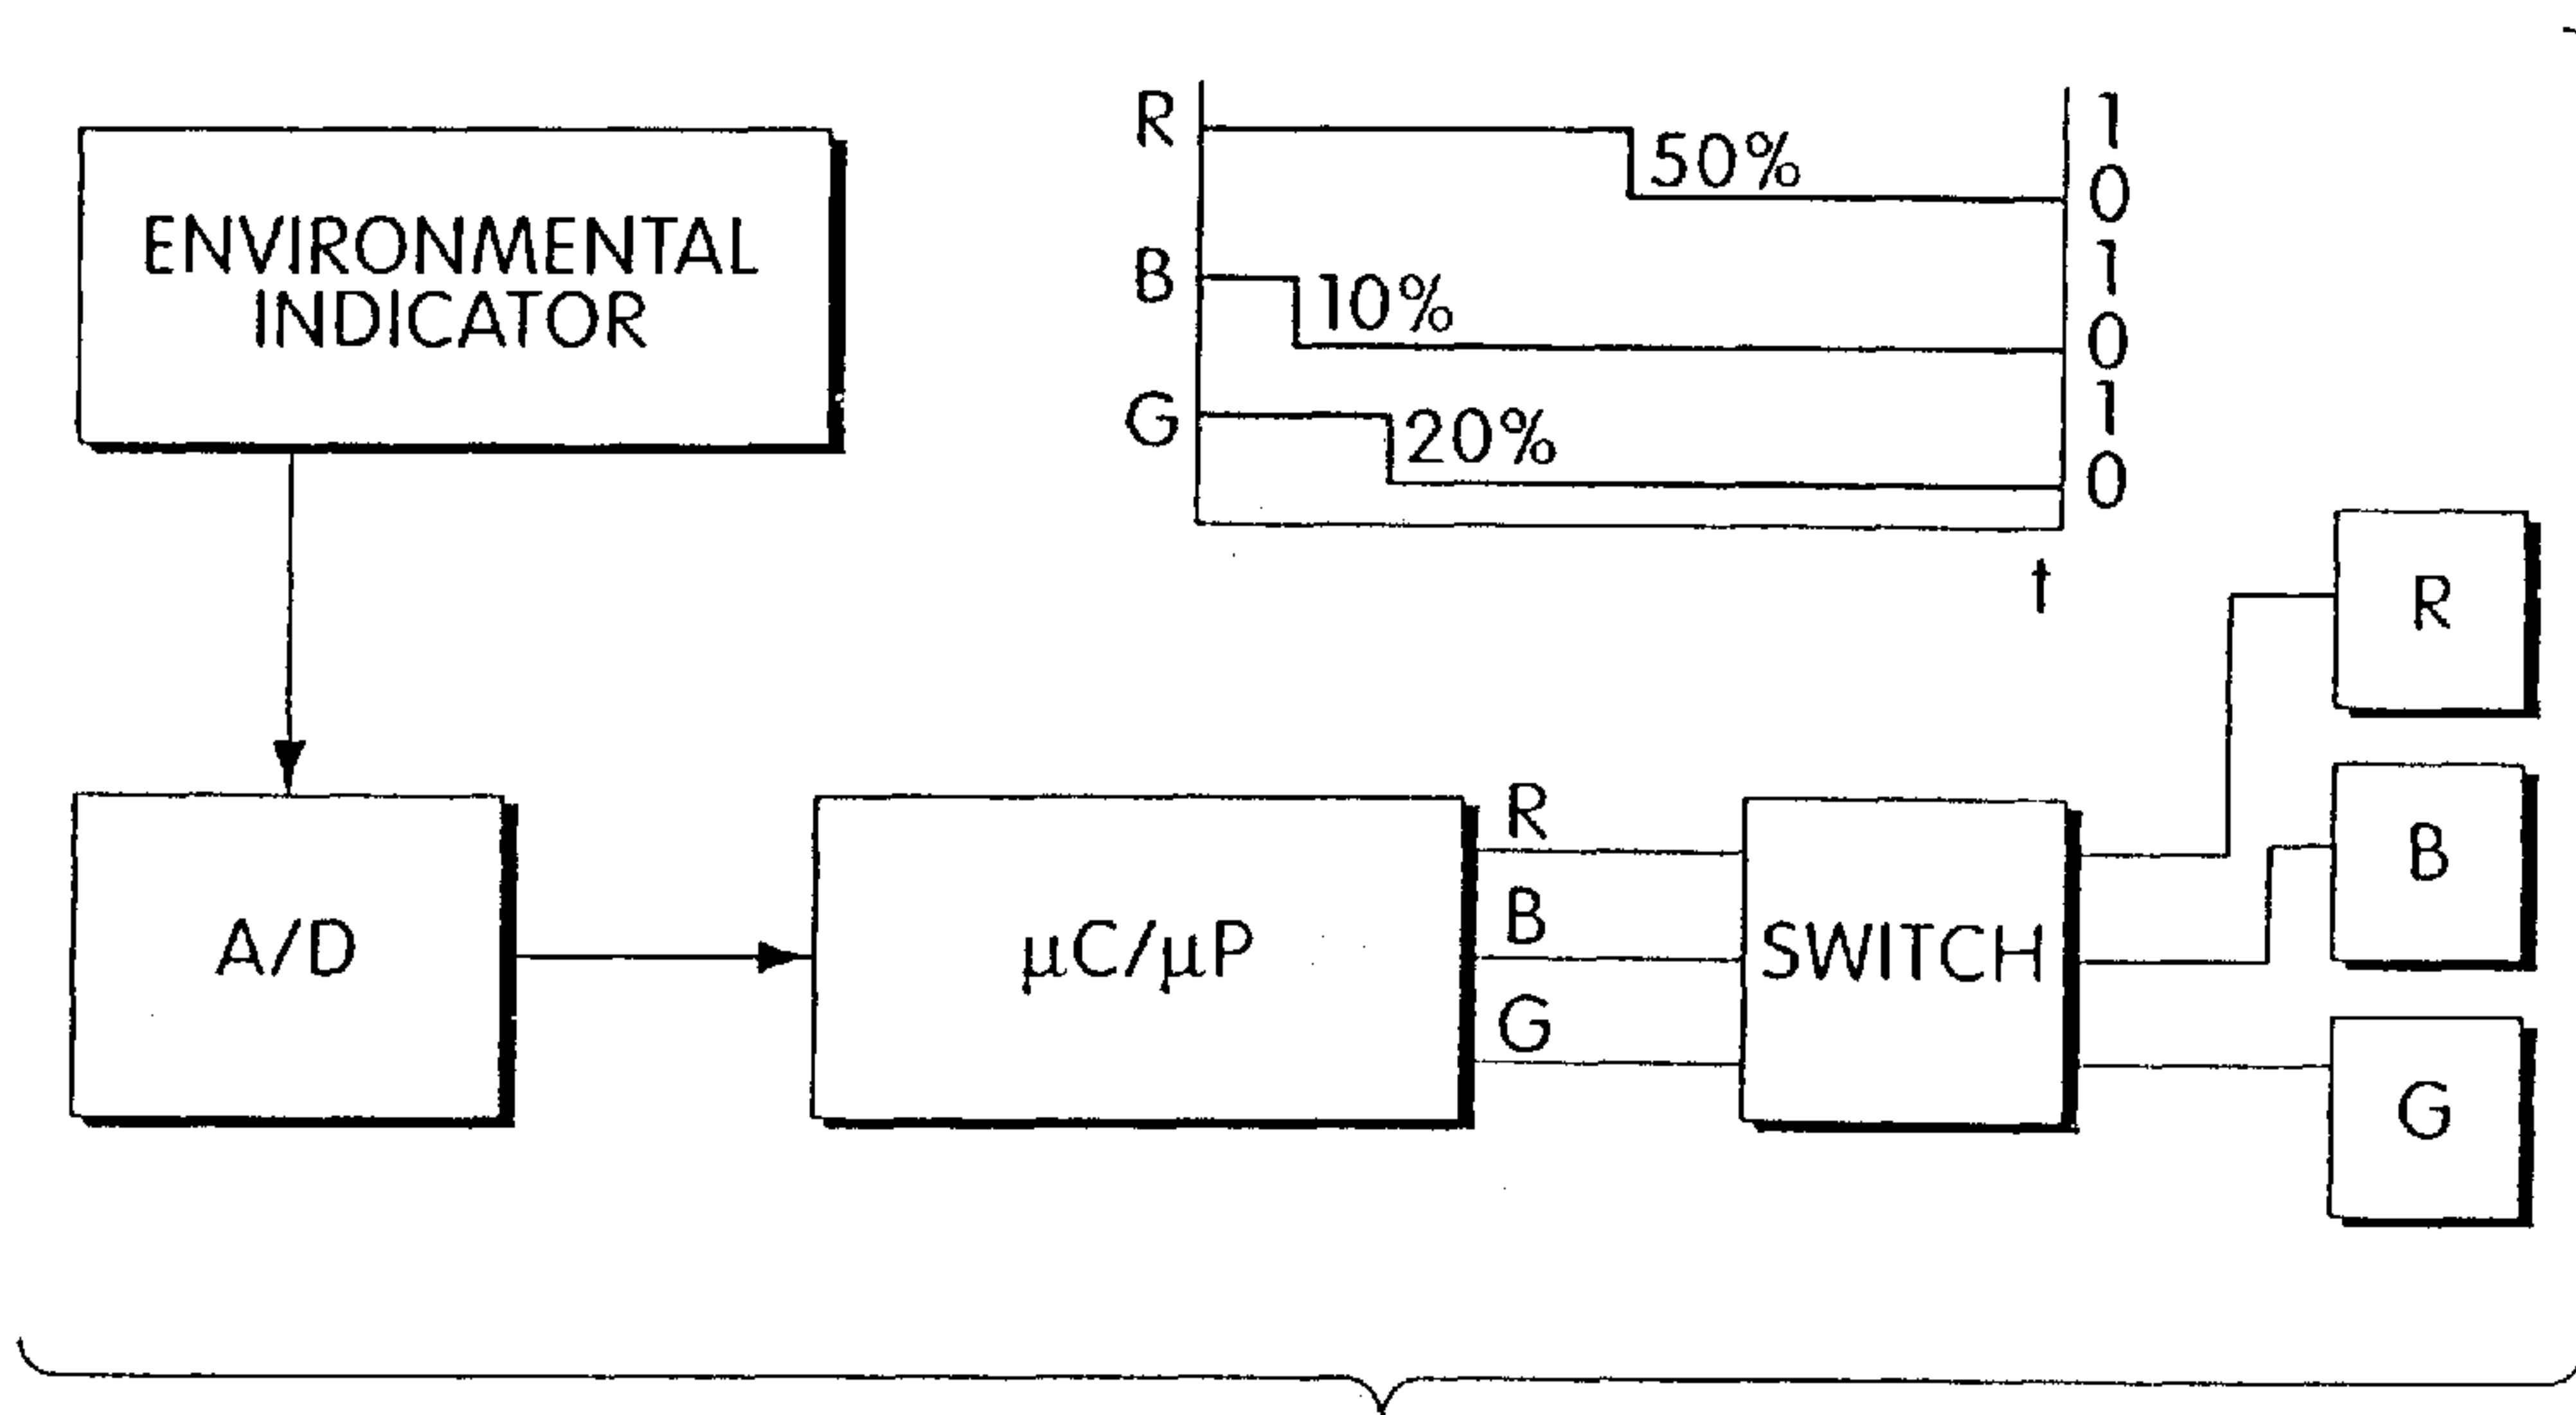 ENVIRONMENTAL
INDICATOR
R
50%
1
0
B
10%
1
0
G
20%
1
0
t
R
B
G
A/D
µC/µP
R
B
G
SWITCH